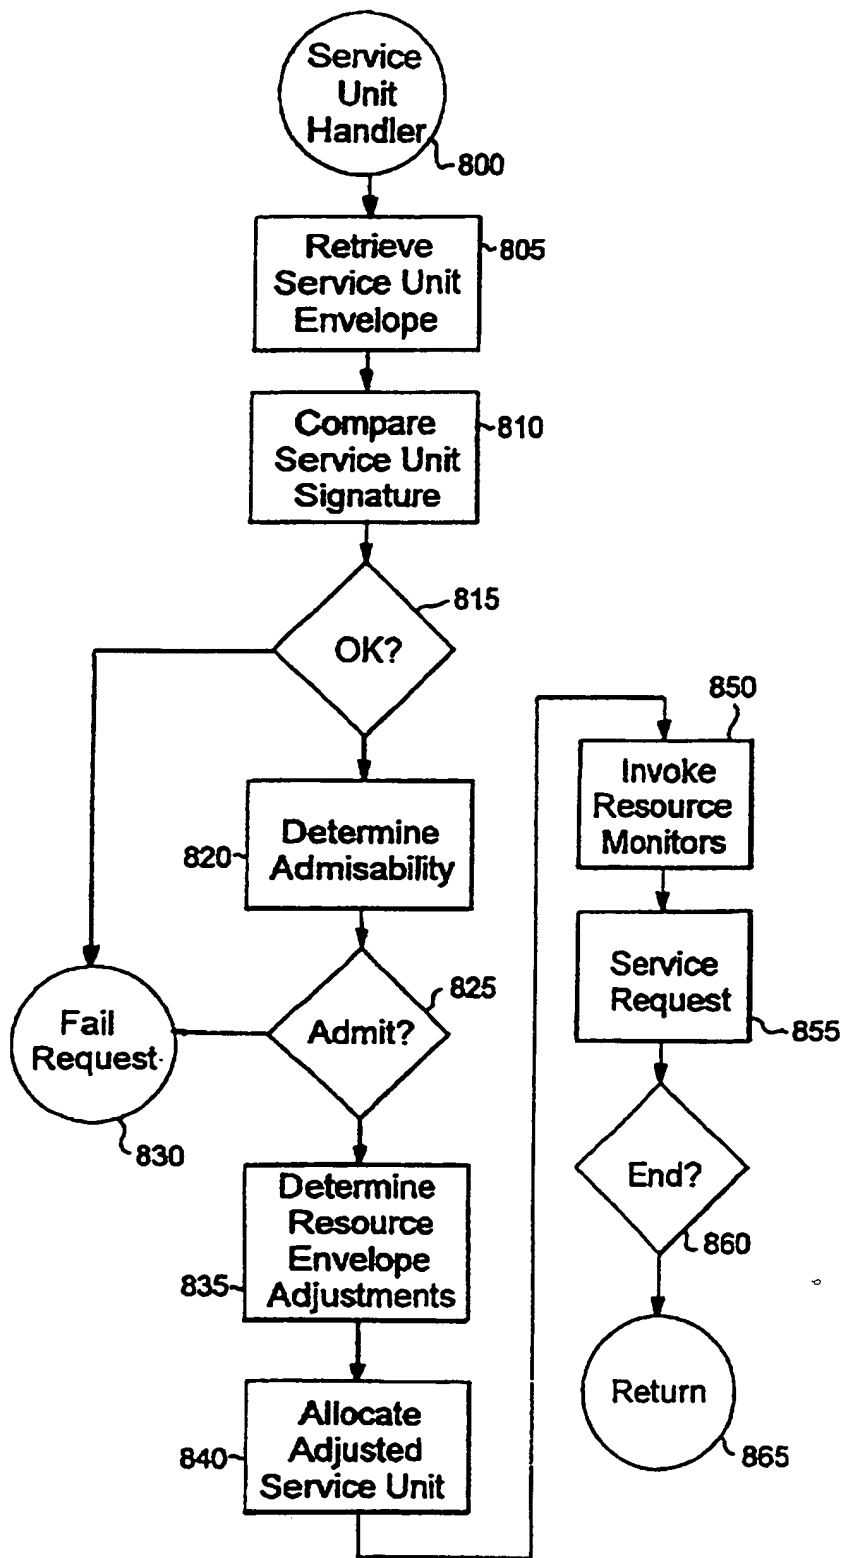 Service
Unit
Handler
800
Retrieve
Service Unit
Envelope
805
Compare
Service Unit
Signature
810
OK?
815
Determine
Admisability
820
Admit?
825
Fail
Request
830
Determine
Resource
Envelope
Adjustments
835
Allocate
Adjusted
Service Unit
840
850
Invoke
Resource
Monitors
Service
Request
855
End?
860
Return
865